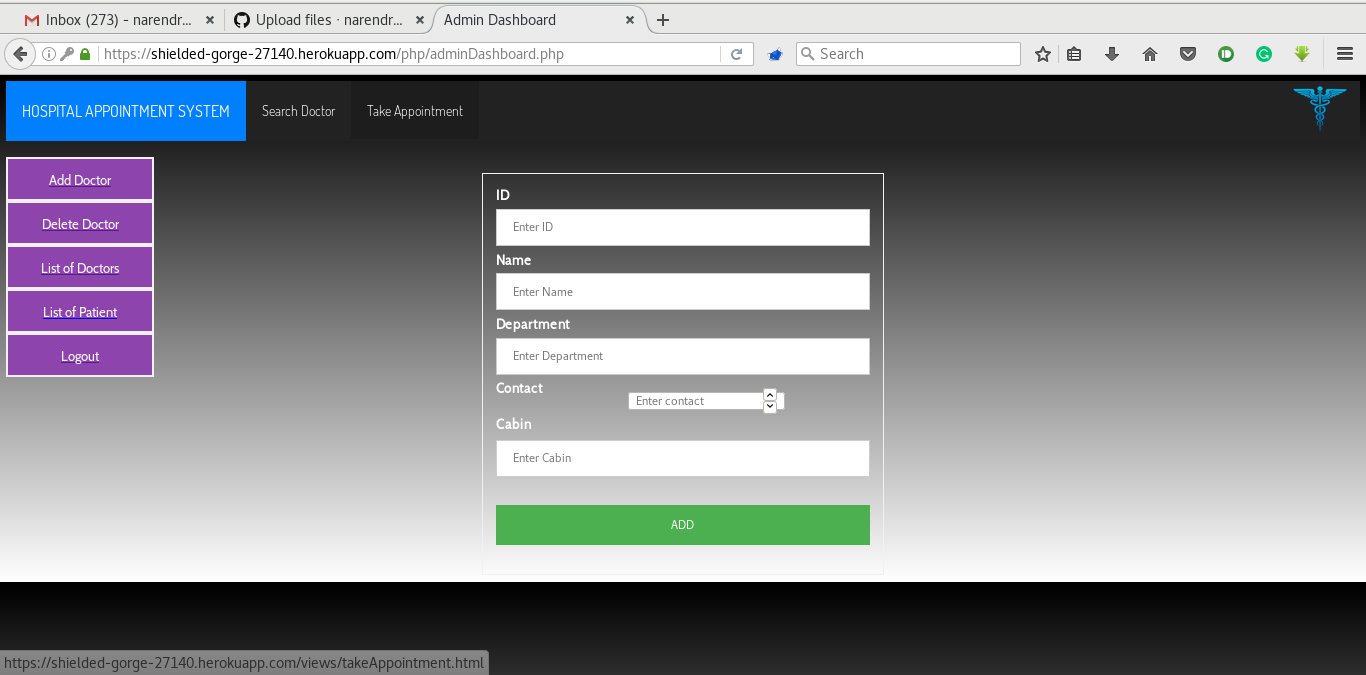 Inbox (273) - narendr... Upload files · narendr... Admin Dashboard
https://shielded-gorge-27140.herokuapp.com/php/adminDashboard.php Search
HOSPITAL APPOINTMENT SYSTEM Search Doctor Take Appointment
Add Doctor
Delete Doctor
List of Doctors
List of Patient
Logout
ID
Enter ID
Name
Enter Name
Department
Enter Department
Contact
Enter contact
Cabin
Enter Cabin
ADD
https://shielded-gorge-27140.herokuapp.com/views/takeAppointment.html